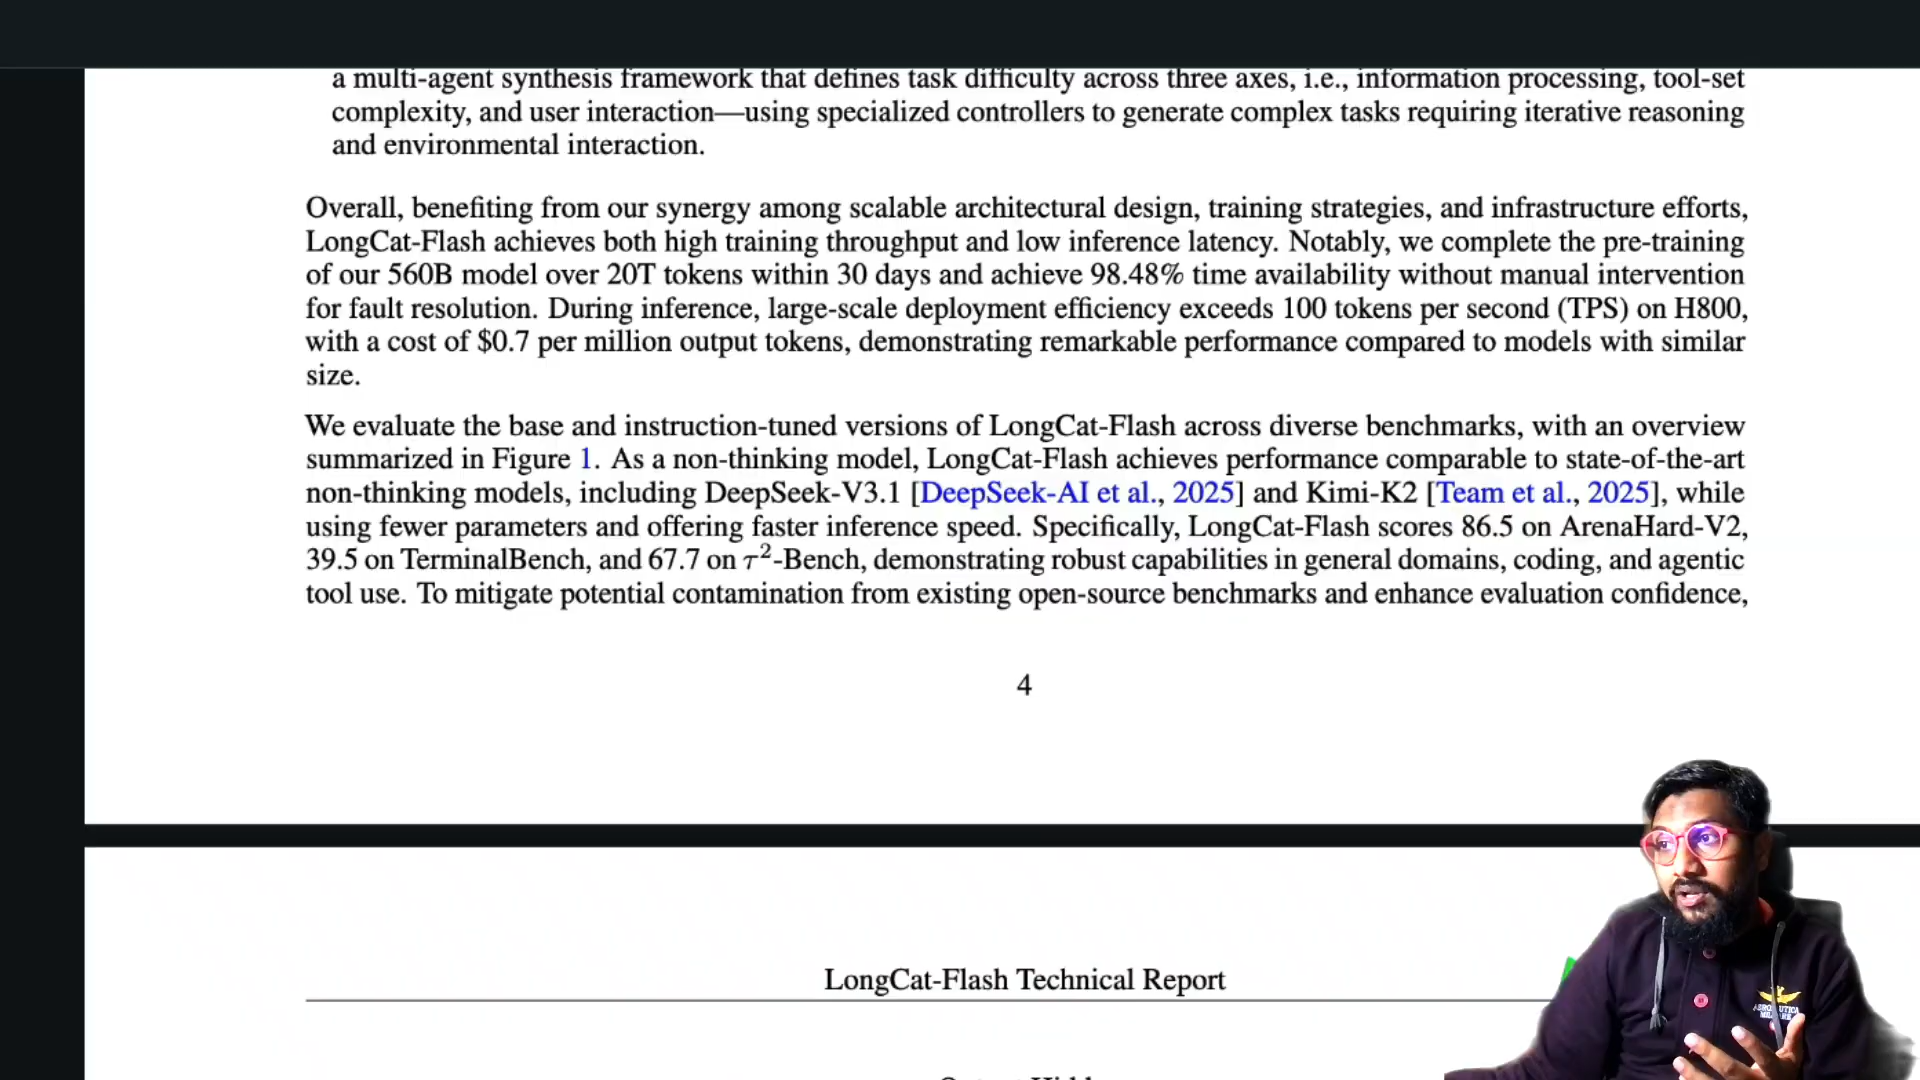 a multi-agent synthesis framework that defines task difficulty across three axes, i.e., information processing, tool-set
complexity, and user interaction—using specialized controllers to generate complex tasks requiring iterative reasoning
and environmental interaction.
Overall, benefiting from our synergy among scalable architectural design, training strategies, and infrastructure efforts,
LongCat-Flash achieves both high training throughput and low inference latency. Notably, we complete the pre-training
of our 560B model over 20T tokens within 30 days and achieve 98.48% time availability without manual intervention
for fault resolution. During inference, large-scale deployment efficiency exceeds 100 tokens per second (TPS) on H800,
with a cost of $0.7 per million output tokens, demonstrating remarkable performance compared to models with similar
size.
We evaluate the base and instruction-tuned versions of LongCat-Flash across diverse benchmarks, with an overview
summarized in Figure 1. As a non-thinking model, LongCat-Flash achieves performance comparable to state-of-the-art
non-thinking models, including DeepSeek-V3.1 [DeepSeek-AI et al., 2025] and Kimi-K2 [Team et al., 2025], while
using fewer parameters and offering faster inference speed. Specifically, LongCat-Flash scores 86.5 on ArenaHard-V2,
39.5 on TerminalBench, and 67.7 on τ²-Bench, demonstrating robust capabilities in general domains, coding, and agentic
tool use. To mitigate potential contamination from existing open-source benchmarks and enhance evaluation confidence,
4
LongCat-Flash Technical Report